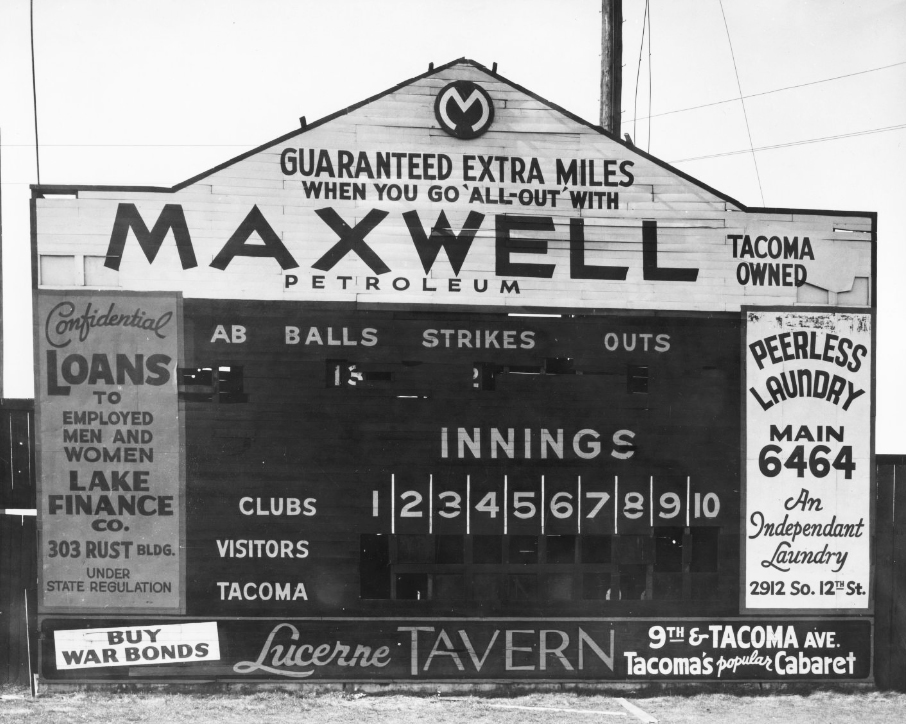 M
GUARANTEED EXTRA MILES
WHEN YOU GO 'ALL-OUT' WITH
MAXWELL
PETROLEUM
TACOMA
OWNED
Confidential
LOANS
TO
EMPLOYED
MEN AND
WOMEN
LAKE
FINANCE
CO.
303 RUST BLDG.
UNDER
STATE REGULATION
AB BALLS STRIKES OUTS
INNINGS
CLUBS 1 2 3 4 5 6 7 8 9 10
VISITORS
TACOMA
PEERLESS
LAUNDRY
MAIN
6464
An
Independant
Laundry
2912 So. 12TH St.
BUY
WAR BONDS
Lucerne TAVERN
9TH & TACOMA AVE.
Tacoma's popular Cabaret